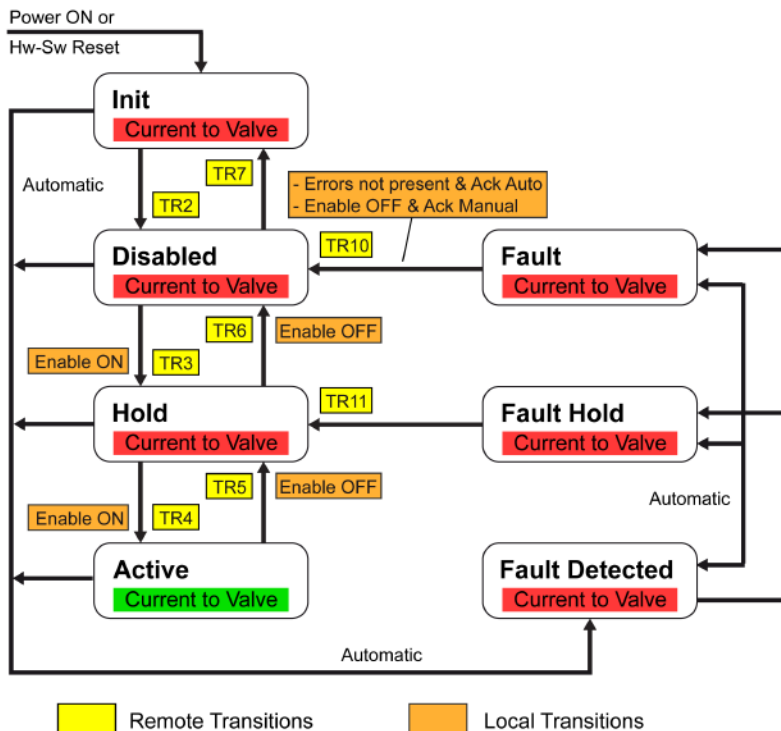 Power ON or
Hw-Sw Reset
Init
Current to Valve
Automatic
TR2
TR7
- Errors not present & Ack Auto
- Enable OFF & Ack Manual
Disabled
Current to Valve
TR10
Fault
Current to Valve
Enable ON
TR3
TR6
Enable OFF
Hold
Current to Valve
TR11
Fault Hold
Current to Valve
Enable ON
TR4
TR5
Enable OFF
Automatic
Active
Current to Valve
Fault Detected
Current to Valve
Automatic
Remote Transitions
Local Transitions